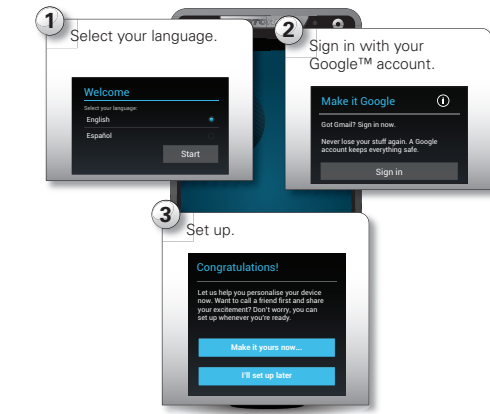 1
Select your language.
Welcome
Select your language:
English
Español
Start
2
Sign in with your
Google™ account.
Make it Google
Got Gmail? Sign in now.
Never lose your stuff again. A Google
account keeps everything safe.
Sign in
3
Set up.
Congratulations!
Let us help you personalise your device
now. Want to call a friend first and share
your excitement? Don't worry, you can
set up whenever you're ready.
Make it yours now...
I'll set up later